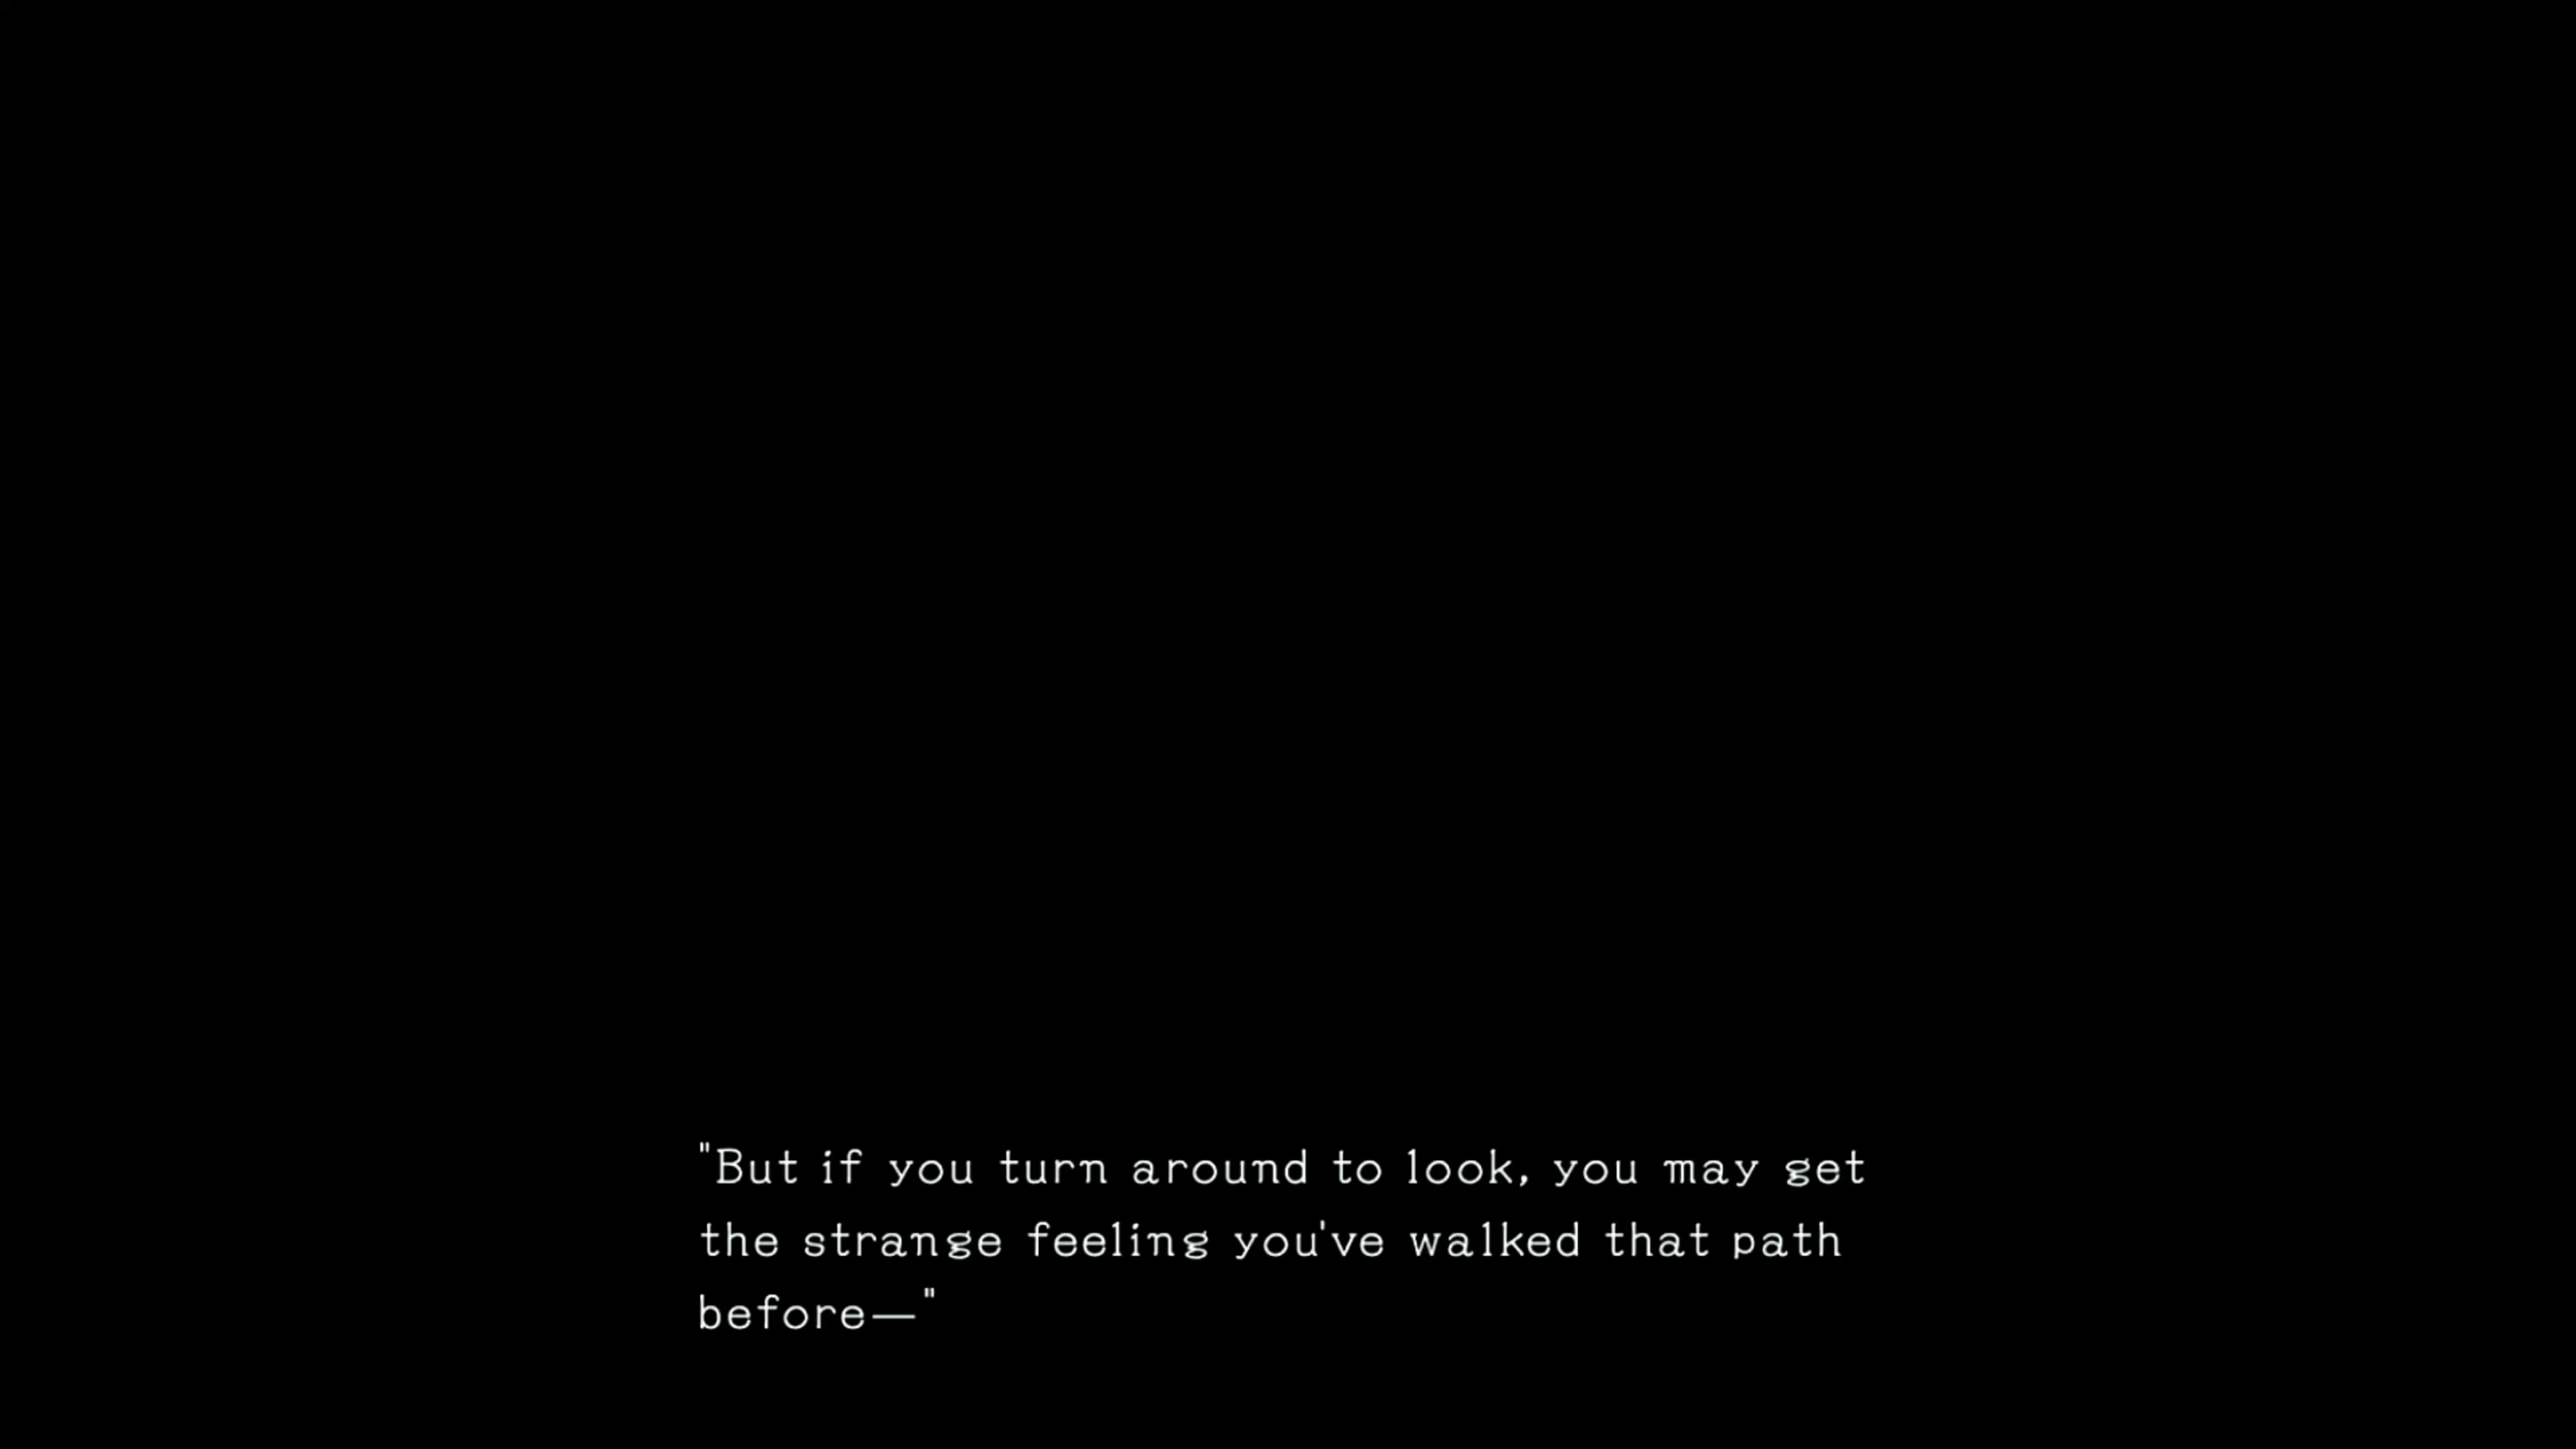 "But if you turn around to look, you may get
the strange feeling you've walked that path
before—"